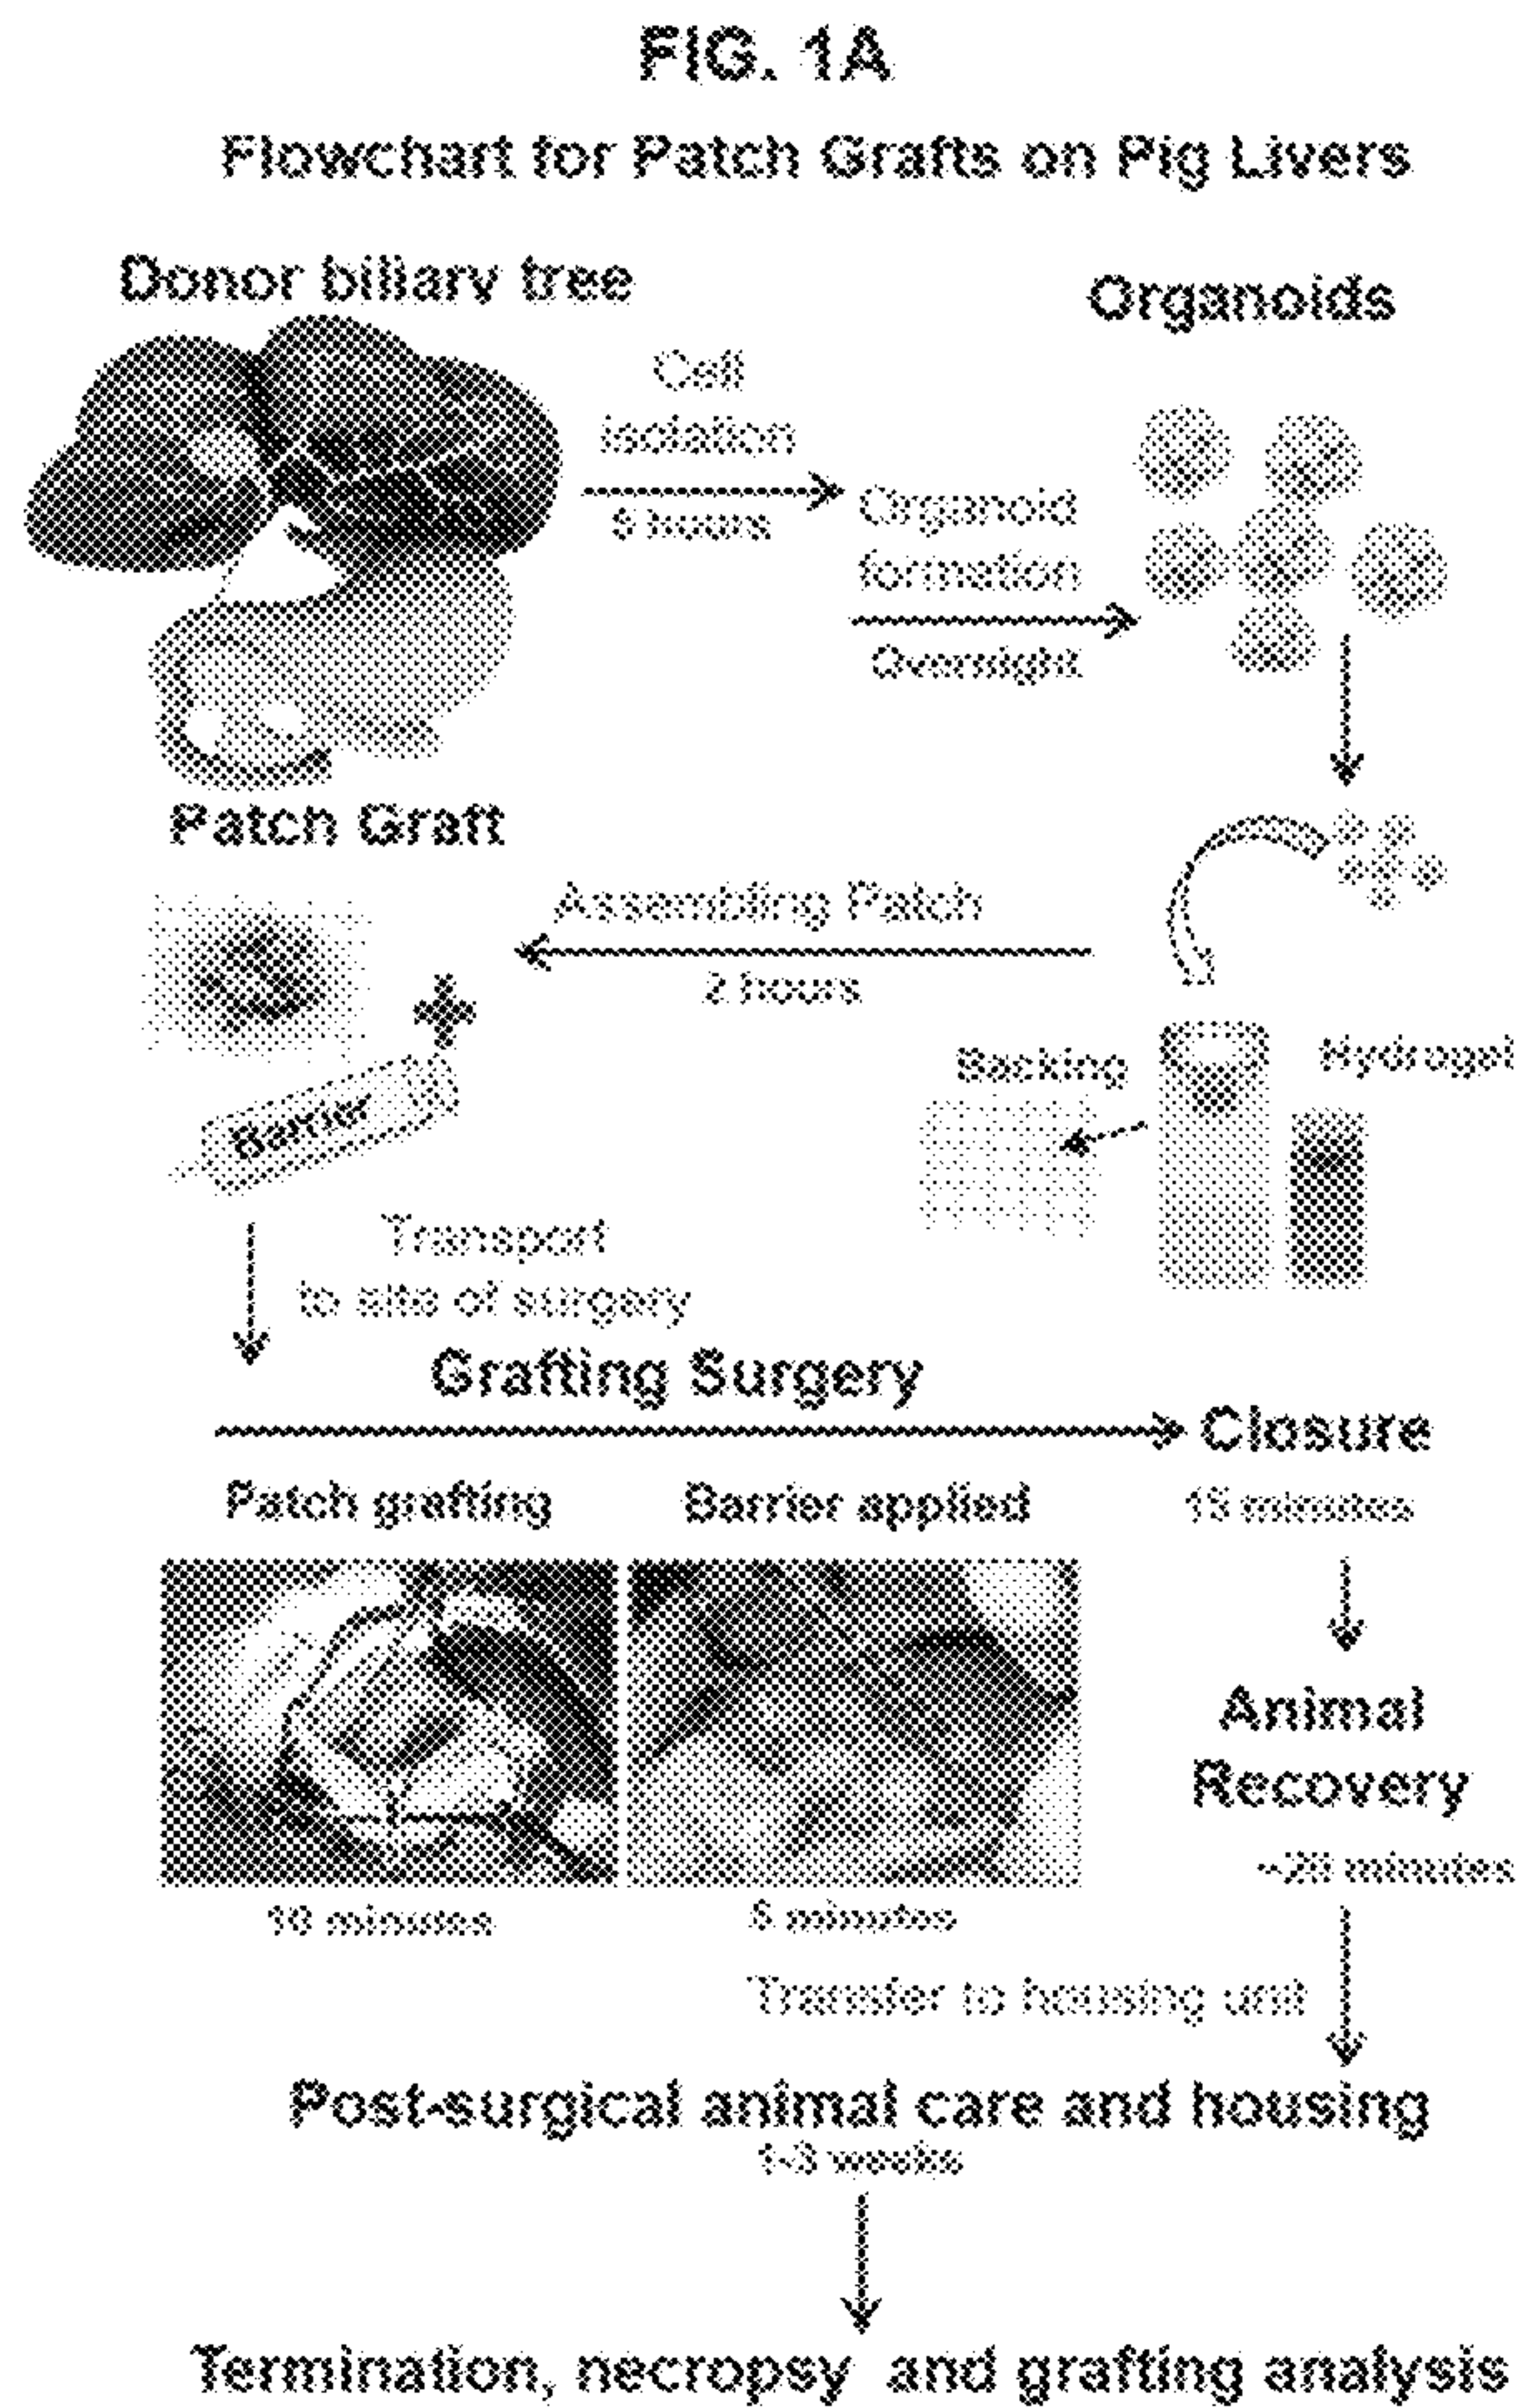 FIG. 1A
Flowchart for Patch Grafts on Pig Livers
Donor biliary tree
Organoids
Cell
isolation
hours
Organoid
formation
Overnight
Patch Graft
Assembling Patch
2 hours
Backing
Hydrogel
Barrier
Transport
to site of surgery
Grafting Surgery
Closure
Patch grafting
Barrier applied
15 minutes
Animal
Recovery
~20 minutes
10 minutes
5 minutes
Transfer to housing unit
Post-surgical animal care and housing
1-3 weeks
Termination, necropsy and grafting analysis